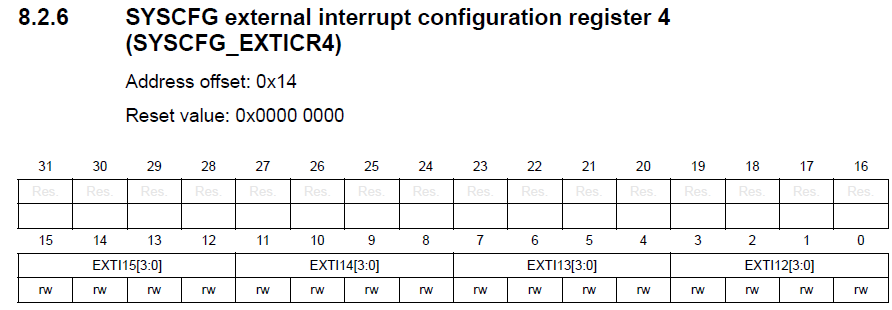 8.2.6 SYSCFG external interrupt configuration register 4
(SYSCFG_EXTICR4)
Address offset: 0x14
Reset value: 0x0000 0000
31 30 29 28 27 26 25 24 23 22 21 20 19 18 17 16
Res. Res. Res. Res. Res. Res. Res. Res. Res. Res. Res. Res. Res. Res. Res. Res.
15 14 13 12 11 10 9 8 7 6 5 4 3 2 1 0
EXTI15[3:0] EXTI14[3:0] EXTI13[3:0] EXTI12[3:0]
rw rw rw rw rw rw rw rw rw rw rw rw rw rw rw rw